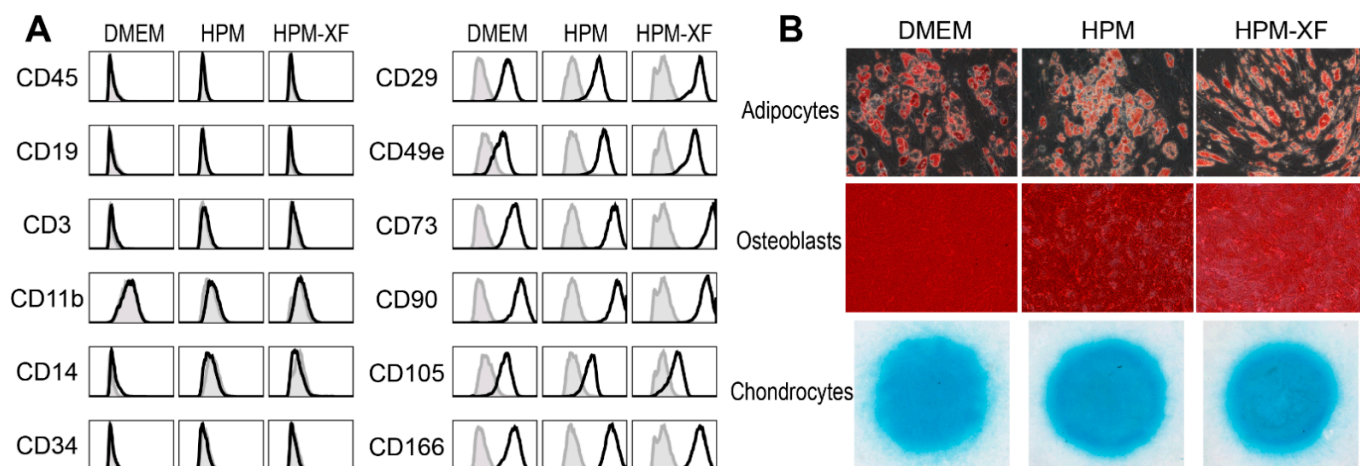 A
DMEM HPM HPM-XF DMEM HPM HPM-XF
CD45 CD29
CD19 CD49e
CD3 CD73
CD11b CD90
CD14 CD105
CD34 CD166
B
DMEM HPM HPM-XF
Adipocytes
Osteoblasts
Chondrocytes